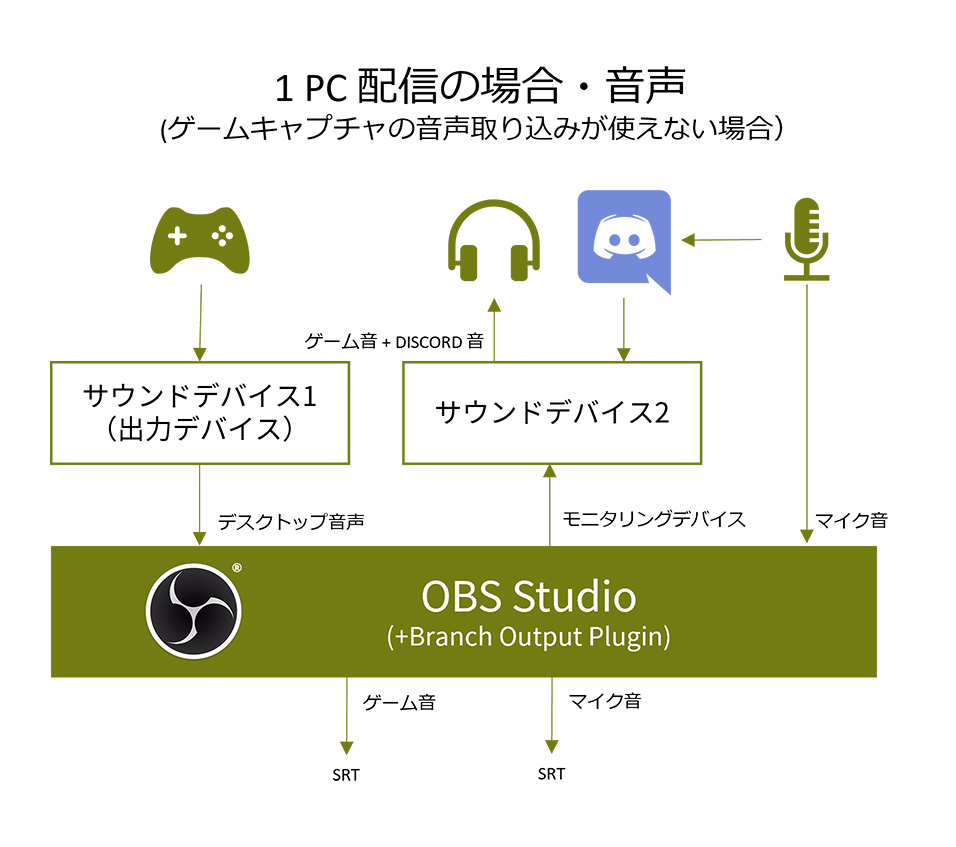 1 PC 配信の場合・音声
(ゲームキャプチャの音声取り込みが使えない場合）
ゲーム音 + DISCORD 音
サウンドデバイス1
（出力デバイス）
サウンドデバイス2
デスクトップ音声
モニタリングデバイス
マイク音
®
OBS Studio
(+Branch Output Plugin)
ゲーム音
マイク音
SRT
SRT